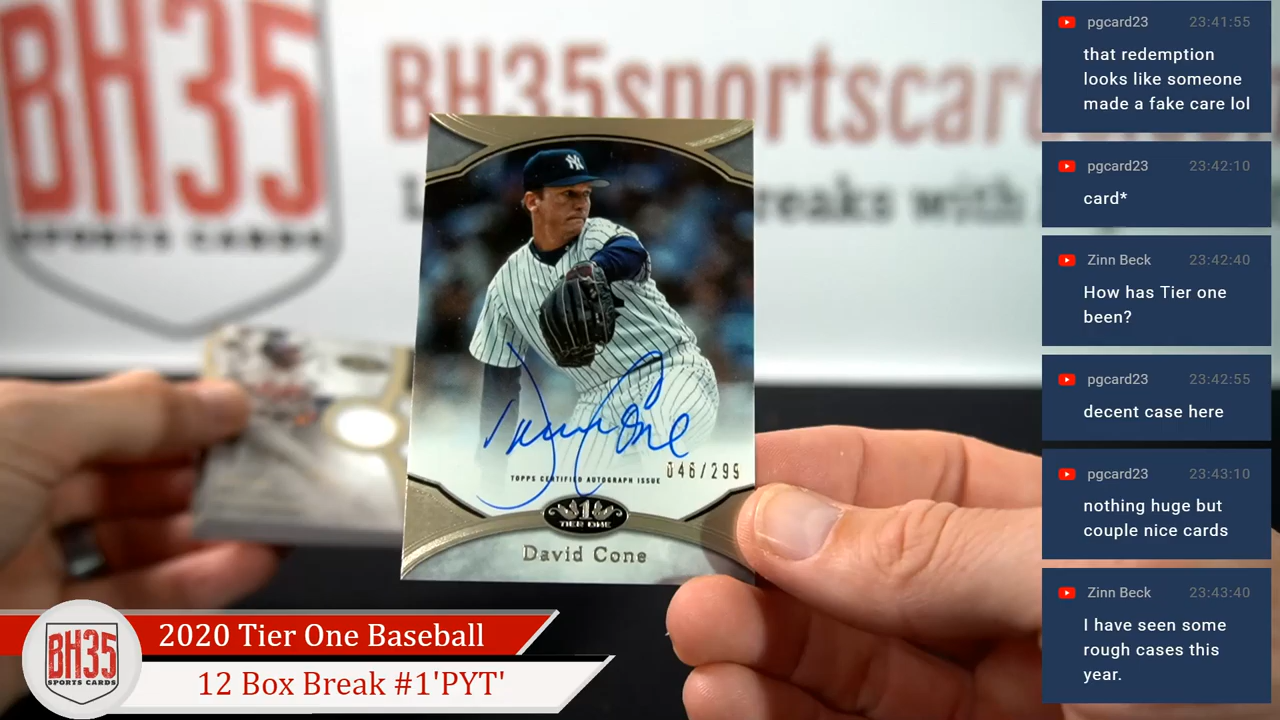 BH35
SPORTS CARDS
BH35sportscar
reaks with
NY
TOPPS CERTIFIED AUTOGRAPH ISSUE
046/299
1
TIER ONE
David Cone
BH35
SPORTS CARDS
2020 Tier One Baseball
12 Box Break #1'PYT'
pgcard23 23:41:55
that redemption
looks like someone
made a fake care lol
pgcard23 23:42:10
card*
Zinn Beck 23:42:40
How has Tier one
been?
pgcard23 23:42:55
decent case here
pgcard23 23:43:10
nothing huge but
couple nice cards
Zinn Beck 23:43:40
I have seen some
rough cases this
year.